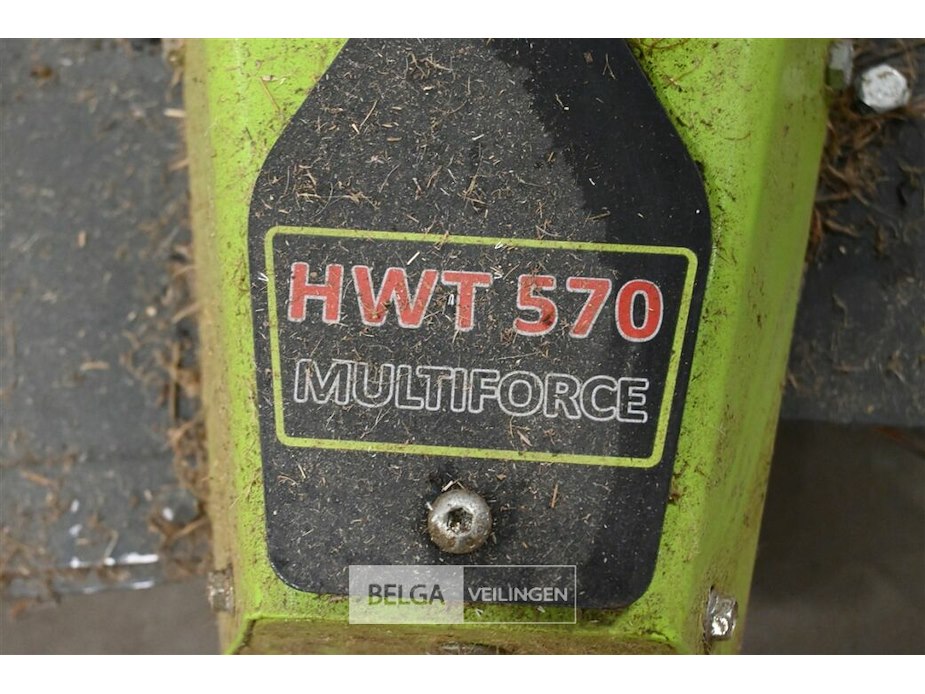 HWT 570
MULTIFORCE
BELGA VEILINGEN